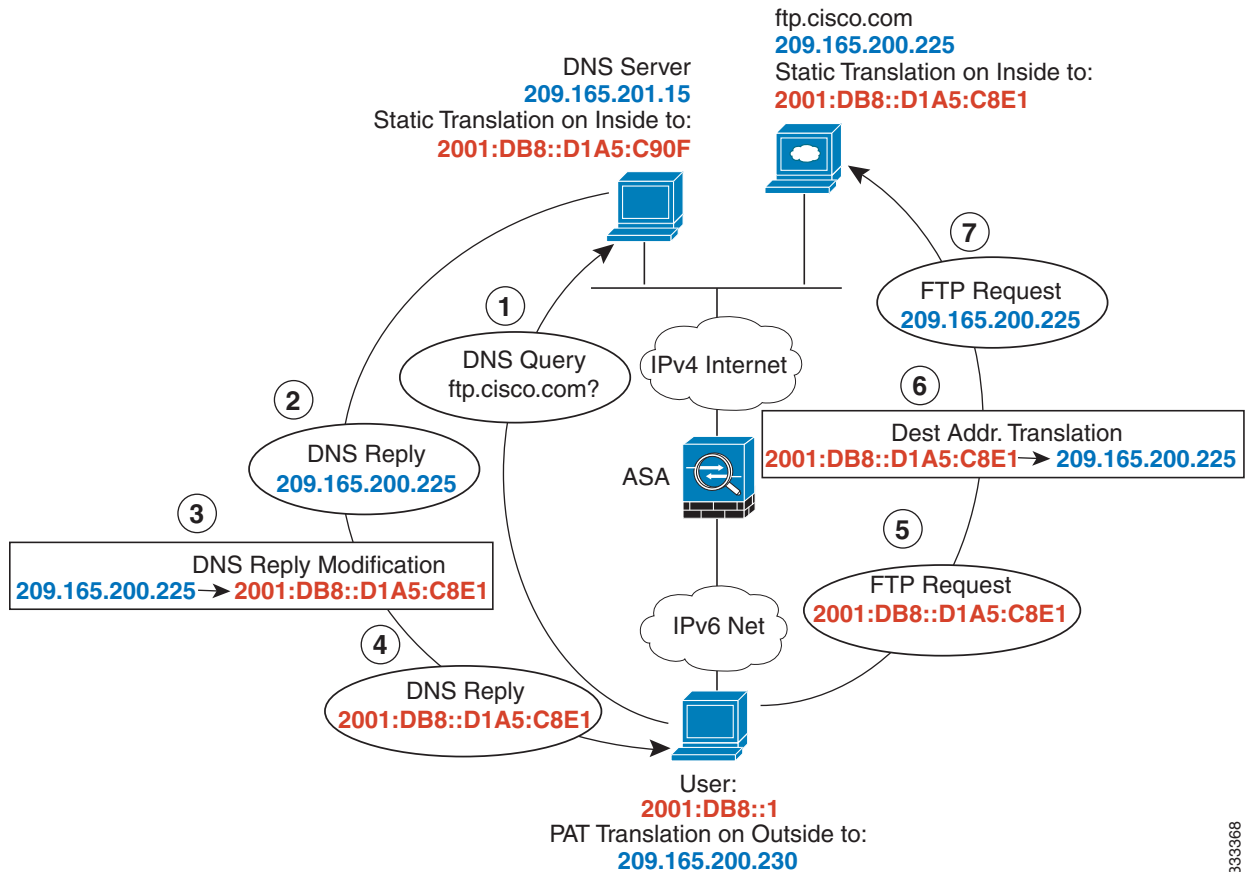 ftp.cisco.com
209.165.200.225
Static Translation on Inside to:
2001:DB8::D1A5:C8E1
DNS Server
209.165.201.15
Static Translation on Inside to:
2001:DB8::D1A5:C90F
7
FTP Request
209.165.200.225
1
DNS Query
ftp.cisco.com?
IPv4 Internet
6
Dest Addr. Translation
2001:DB8::D1A5:C8E1 → 209.165.200.225
2
DNS Reply
209.165.200.225
ASA
3
DNS Reply Modification
209.165.200.225 → 2001:DB8::D1A5:C8E1
5
FTP Request
2001:DB8::D1A5:C8E1
IPv6 Net
4
DNS Reply
2001:DB8::D1A5:C8E1
User:
2001:DB8::1
PAT Translation on Outside to:
209.165.200.230
333368